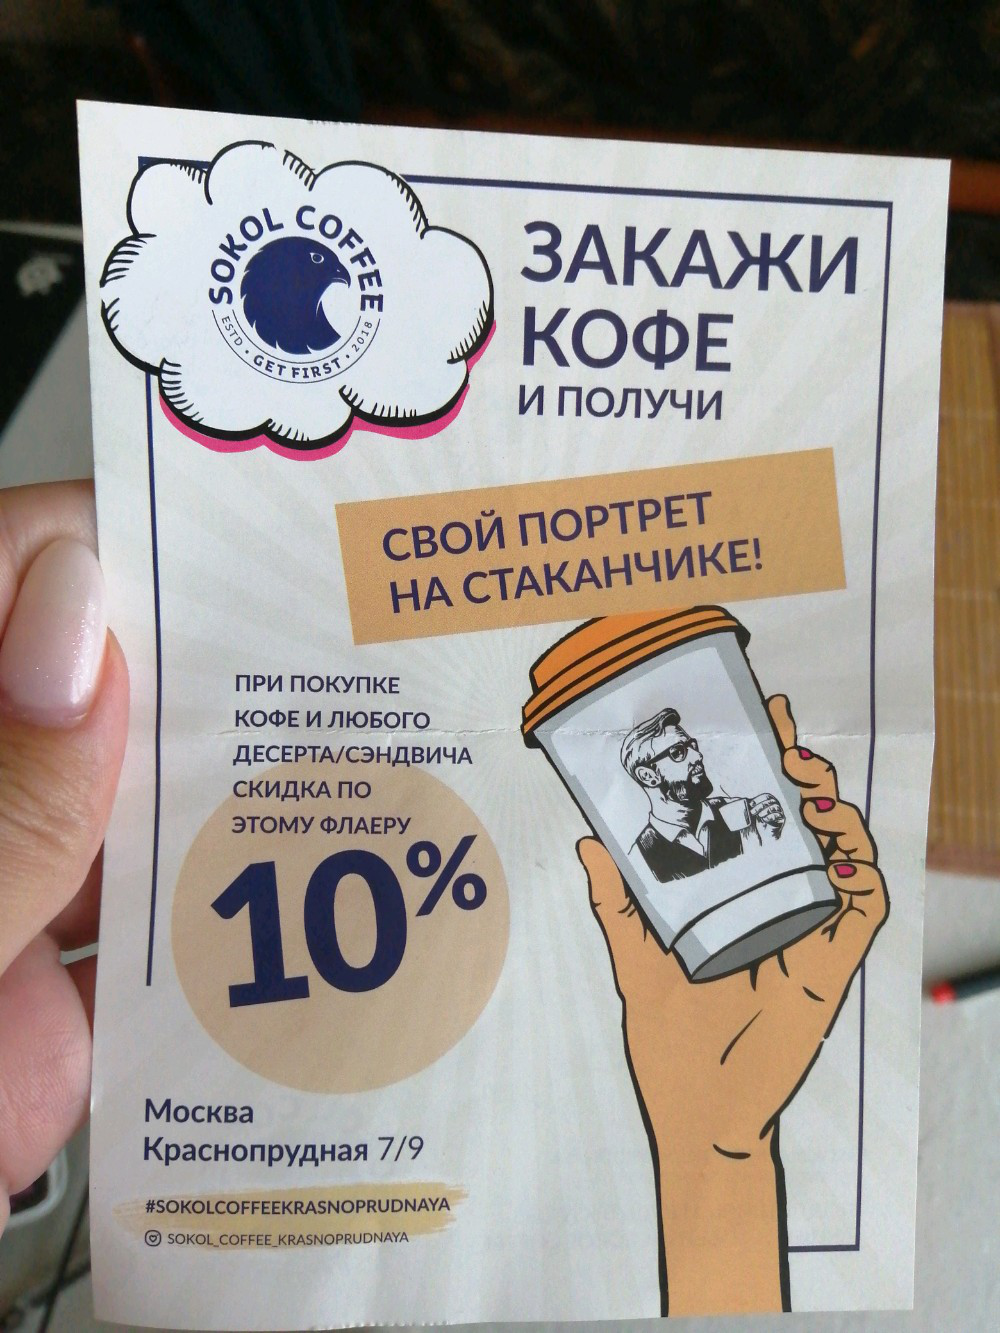 SOKOL COFFEE
ESTD • GET FIRST • 2018
ЗАКАЖИ
КОФЕ
И ПОЛУЧИ
СВОЙ ПОРТРЕТ
НА СТАКАНЧИКЕ!
ПРИ ПОКУПКЕ
КОФЕ И ЛЮБОГО
ДЕСЕРТА/СЭНДВИЧА
СКИДКА ПО
ЭТОМУ ФЛАЕРУ
10%
Москва
Краснопрудная 7/9
#SOKOLCOFFEEKRASNOPRUDNAYA
SOKOL_COFFEE_KRASNOPRUDNAYA